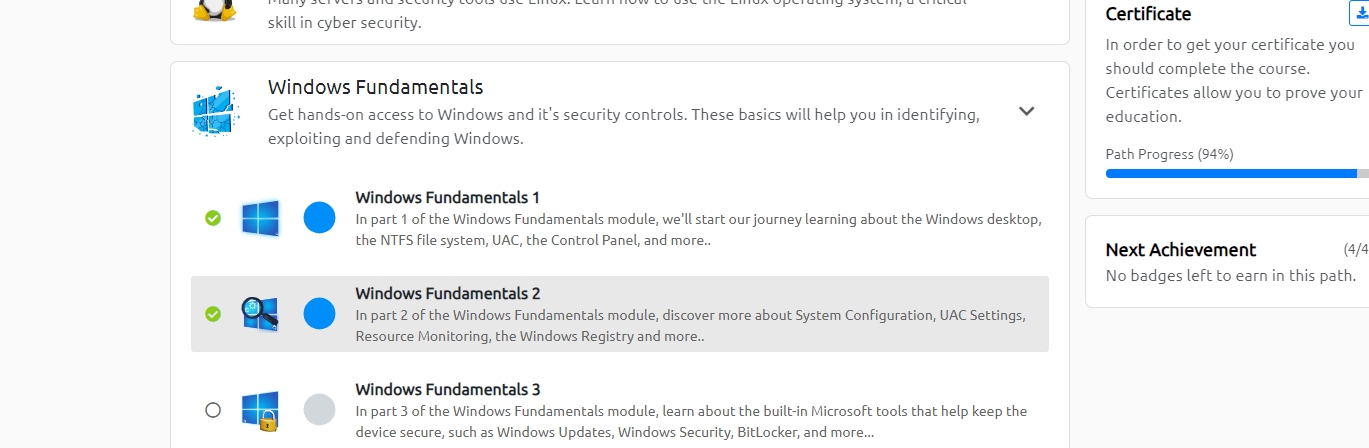 Many servers and security tools use Linux. Learn how to use the Linux operating system, a critical
skill in cyber security.
Windows Fundamentals
Get hands-on access to Windows and it's security controls. These basics will help you in identifying,
exploiting and defending Windows.
Windows Fundamentals 1
In part 1 of the Windows Fundamentals module, we'll start our journey learning about the Windows desktop,
the NTFS file system, UAC, the Control Panel, and more..
Windows Fundamentals 2
In part 2 of the Windows Fundamentals module, discover more about System Configuration, UAC Settings,
Resource Monitoring, the Windows Registry and more..
Windows Fundamentals 3
In part 3 of the Windows Fundamentals module, learn about the built-in Microsoft tools that help keep the
device secure, such as Windows Updates, Windows Security, BitLocker, and more...
Certificate
In order to get your certificate you
should complete the course.
Certificates allow you to prove your
education.
Path Progress (94%)
Next Achievement
(4/4
No badges left to earn in this path.